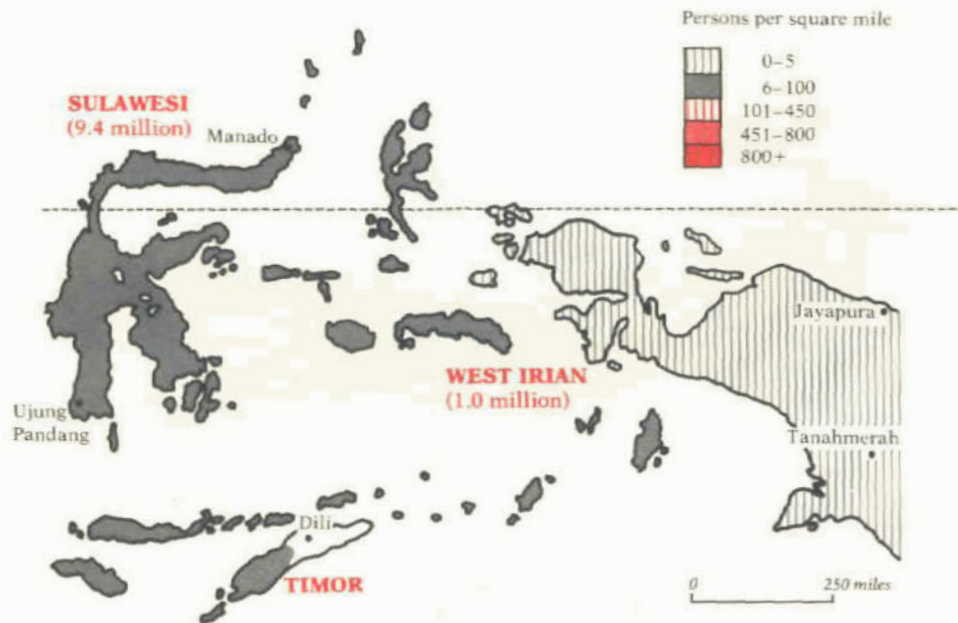 Persons per square mile
0–5
6–100
101–450
451–800
800+
SULAWESI
(9.4 million)
Manado
Jayapura
WEST IRIAN
(1.0 million)
Ujung
Pandang
Tanahmerah
Dili
TIMOR
0 250 miles